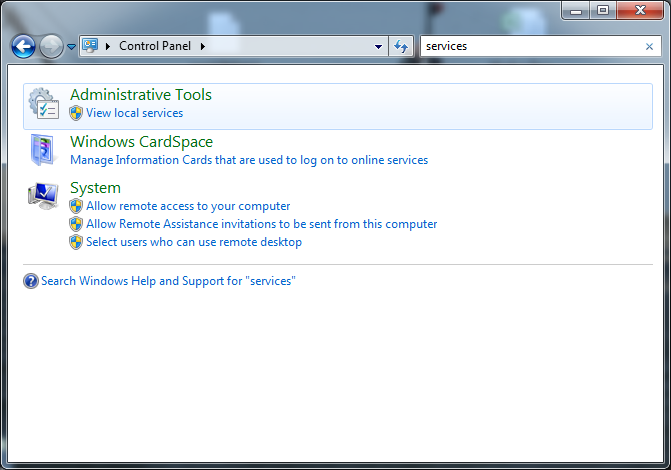 Control Panel
services
Administrative Tools
View local services
Windows CardSpace
Manage Information Cards that are used to log on to online services
System
Allow remote access to your computer
Allow Remote Assistance invitations to be sent from this computer
Select users who can use remote desktop
Search Windows Help and Support for "services"